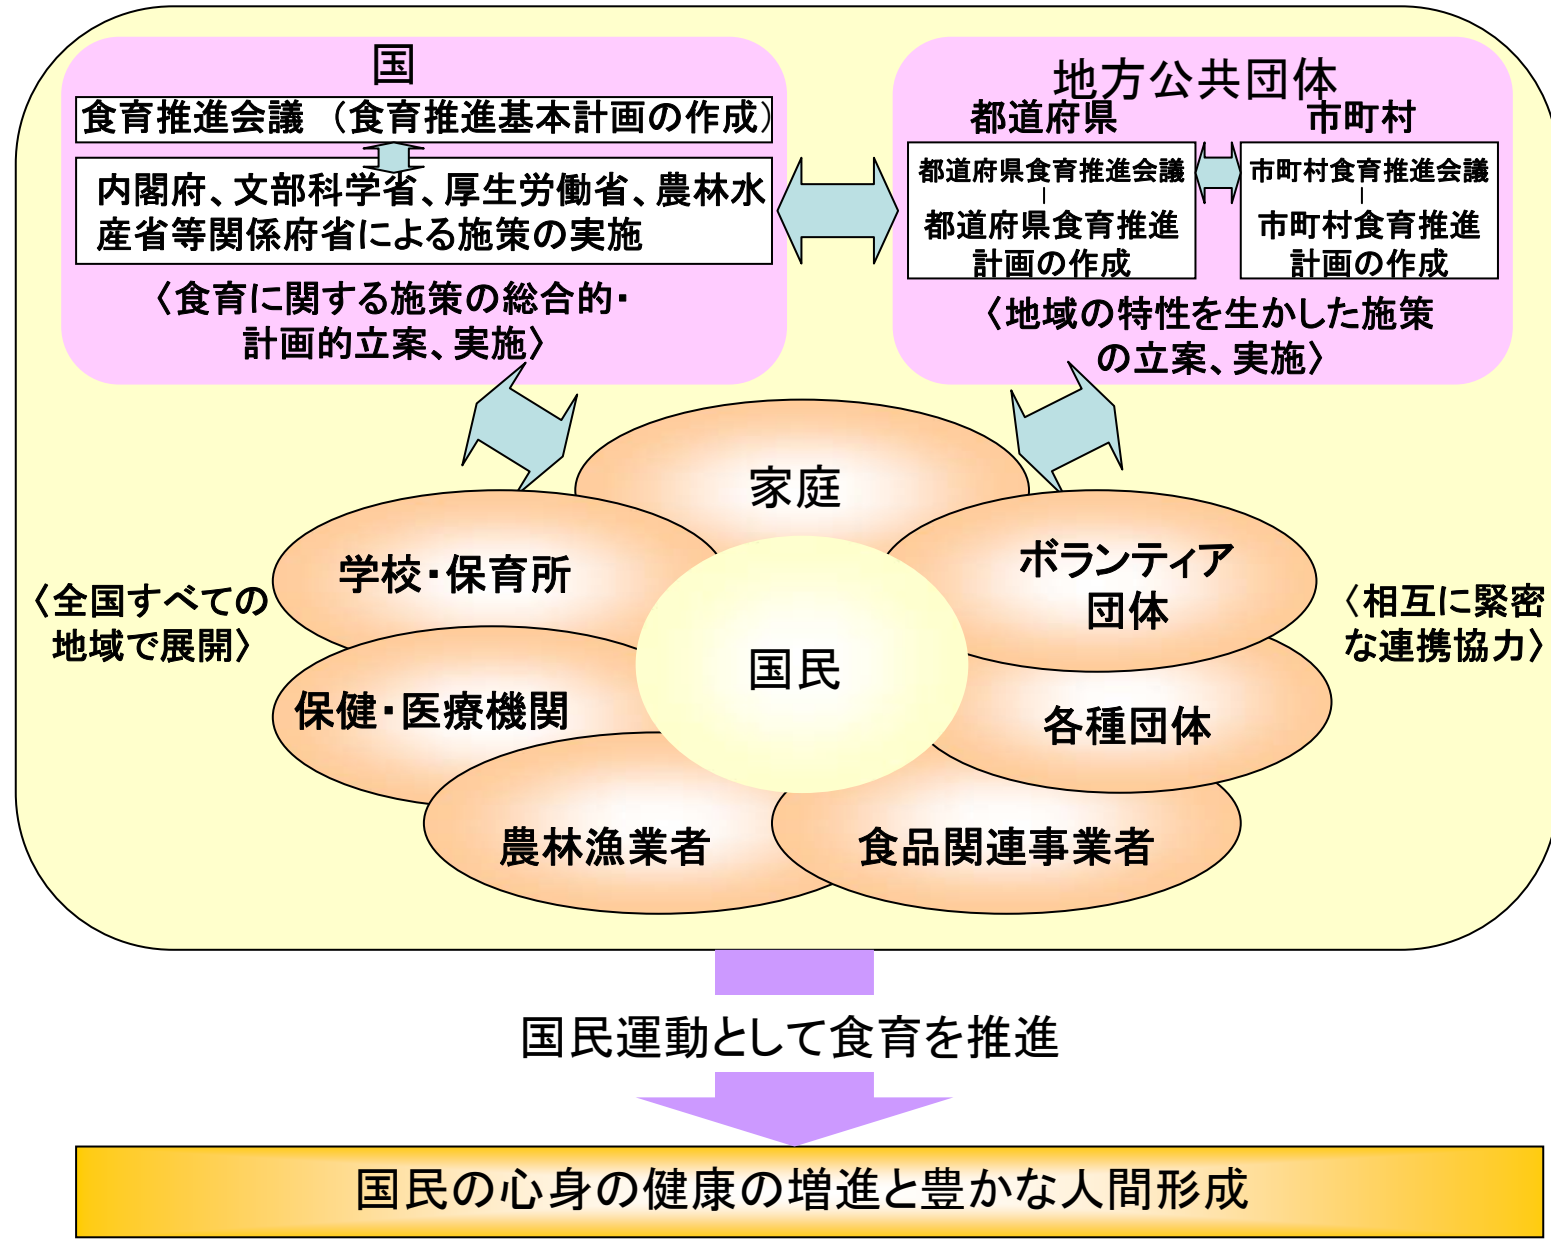 国
食育推進会議 （食育推進基本計画の作成）
内閣府、文部科学省、厚生労働省、農林水
産省等関係府省による施策の実施
〈食育に関する施策の総合的・
計画的立案、実施〉
地方公共団体
都道府県
市町村
都道府県食育推進会議
都道府県食育推進
計画の作成
市町村食育推進会議
市町村食育推進
計画の作成
〈地域の特性を生かした施策
の立案、実施〉
家庭
学校・保育所
ボランティア
団体
〈全国すべての
地域で展開〉
〈相互に緊密
な連携協力〉
国民
保健・医療機関
各種団体
農林漁業者
食品関連事業者
国民運動として食育を推進
国民の心身の健康の増進と豊かな人間形成